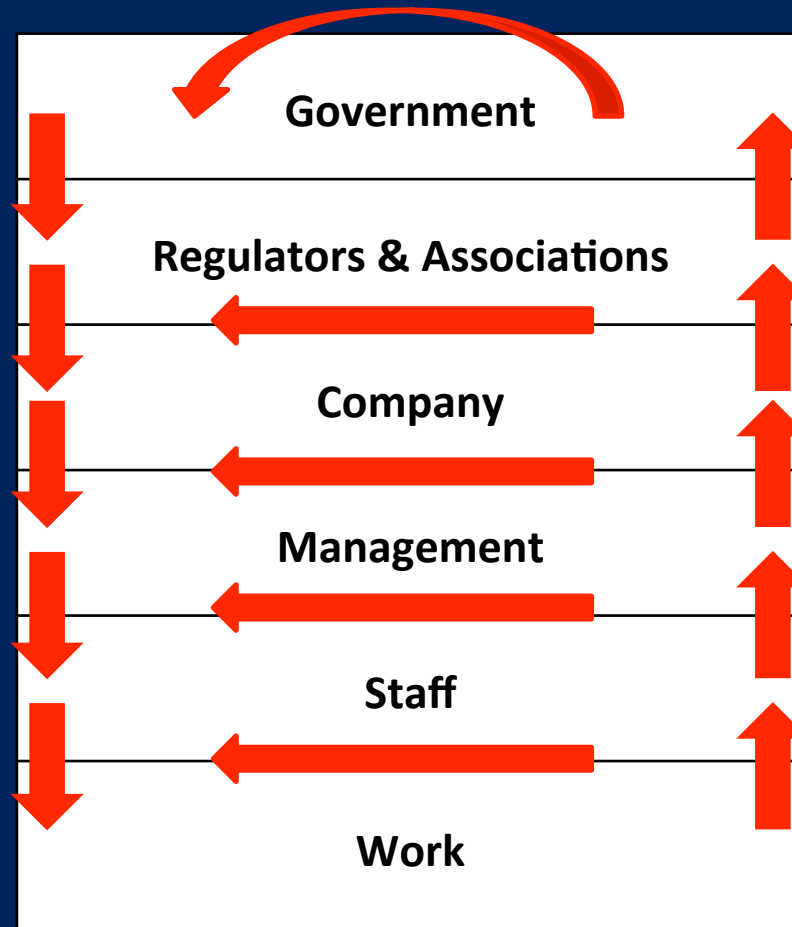 Government
Regulators & Associations
Company
Management
Staff
Work